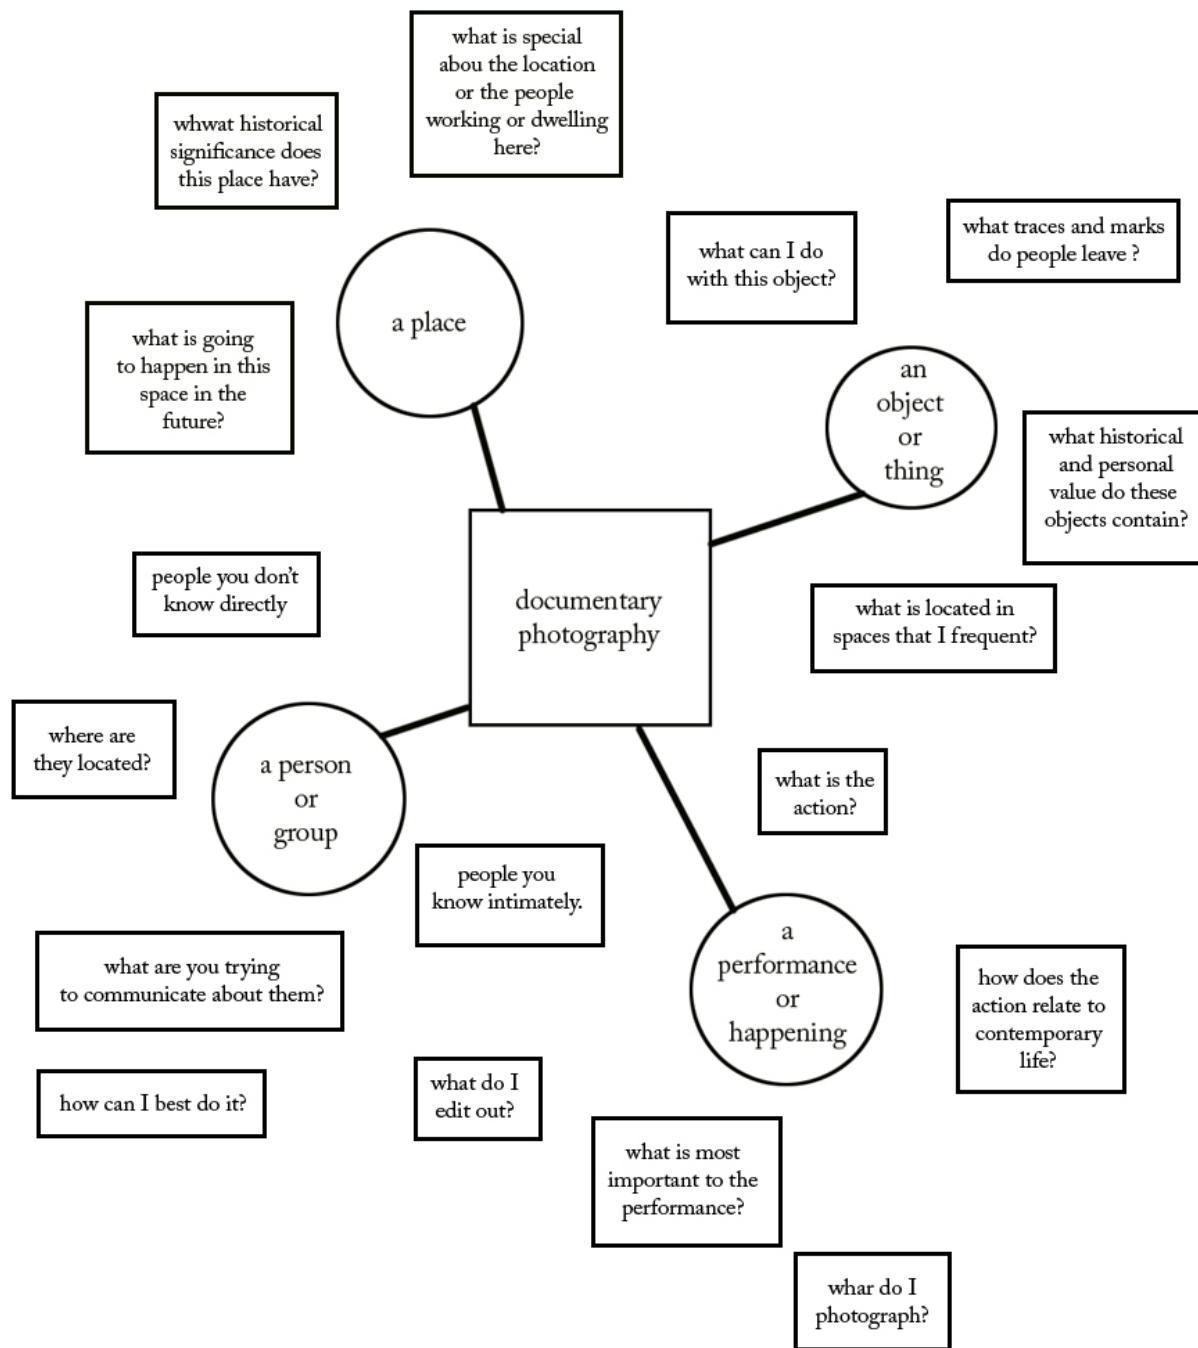 what is special
abou the location
or the people
working or dwelling
here?
whwat historical
significance does
this place have?
what can I do
with this object?
what traces and marks
do people leave ?
a place
what is going
to happen in this
space in the
future?
an
object
or
thing
what historical
and personal
value do these
objects contain?
people you don't
know directly
documentary
photography
what is located in
spaces that I frequent?
where are
they located?
a person
or
group
what is the
action?
people you
know intimately.
a
performance
or
happening
what are you trying
to communicate about them?
how does the
action relate to
contemporary
life?
how can I best do it?
what do I
edit out?
what is most
important to the
performance?
whar do I
photograph?